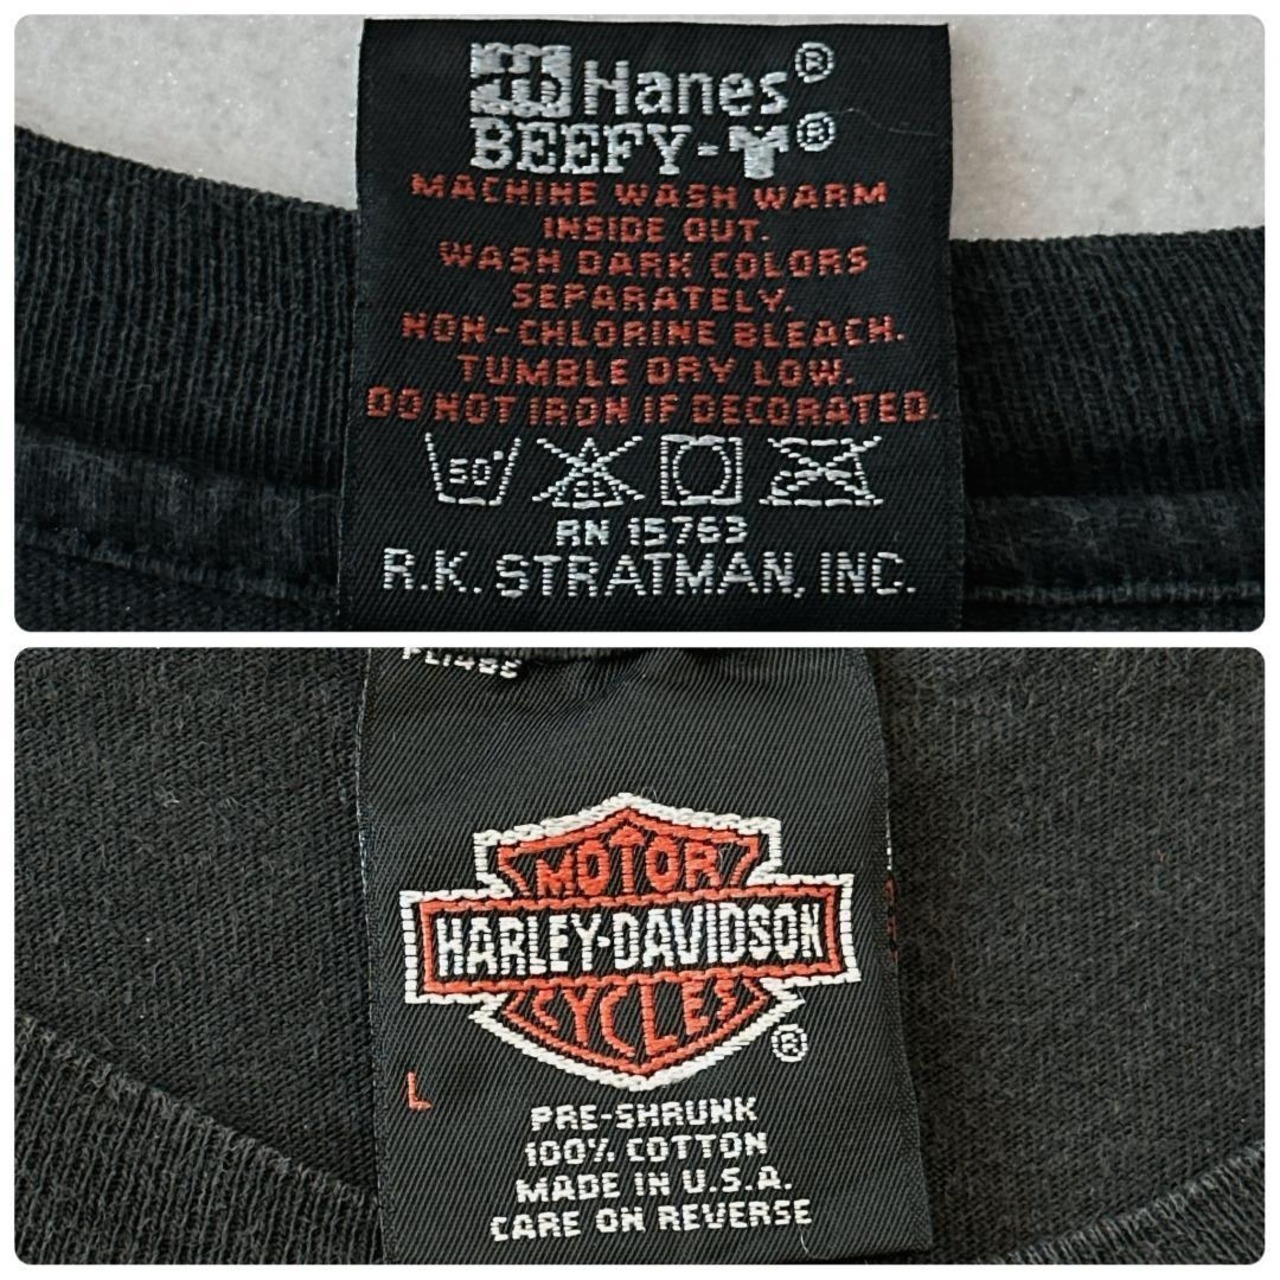 Hanes®
BEEFY-T®
MACHINE WASH WARM
INSIDE OUT.
WASH DARK COLORS
SEPARATELY.
NON-CHLORINE BLEACH.
TUMBLE DRY LOW.
DO NOT IRON IF DECORATED.
50°
RN 15763
R.K. STRATMAN, INC.
MOTOR
HARLEY-DAVIDSON
CYCLES
®
L
PRE-SHRUNK
100% COTTON
MADE IN U.S.A.
CARE ON REVERSE